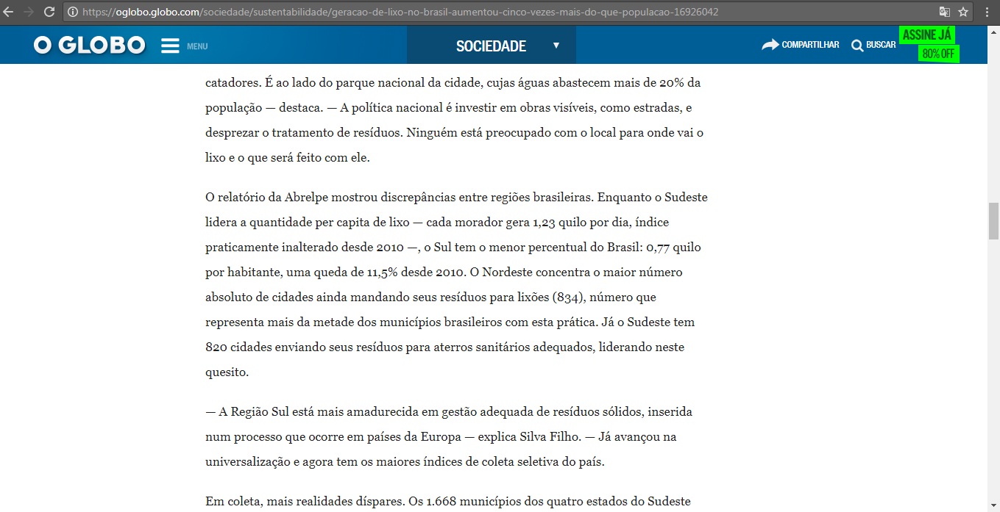 https://oglobo.globo.com/sociedade/sustentabilidade/geracao-de-lixo-no-brasil-aumentou-cinco-vezes-mais-do-que-populacao-16926042
O GLOBO
MENU
SOCIEDADE
COMPARTILHAR
BUSCAR
ASSINE JÁ
80% OFF
catadores. É ao lado do parque nacional da cidade, cujas águas abastecem mais de 20% da
população — destaca. — A política nacional é investir em obras visíveis, como estradas, e
desprezar o tratamento de resíduos. Ninguém está preocupado com o local para onde vai o
lixo e o que será feito com ele.
O relatório da Abrelpe mostrou discrepâncias entre regiões brasileiras. Enquanto o Sudeste
lidera a quantidade per capita de lixo — cada morador gera 1,23 quilo por dia, índice
praticamente inalterado desde 2010 —, o Sul tem o menor percentual do Brasil: 0,77 quilo
por habitante, uma queda de 11,5% desde 2010. O Nordeste concentra o maior número
absoluto de cidades ainda mandando seus resíduos para lixões (834), número que
representa mais da metade dos municípios brasileiros com esta prática. Já o Sudeste tem
820 cidades enviando seus resíduos para aterros sanitários adequados, liderando neste
quesito.
— A Região Sul está mais amadurecida em gestão adequada de resíduos sólidos, inserida
num processo que ocorre em países da Europa — explica Silva Filho. — Já avançou na
universalização e agora tem os maiores índices de coleta seletiva do país.
Em coleta, mais realidades díspares. Os 1.668 municípios dos quatro estados do Sudeste